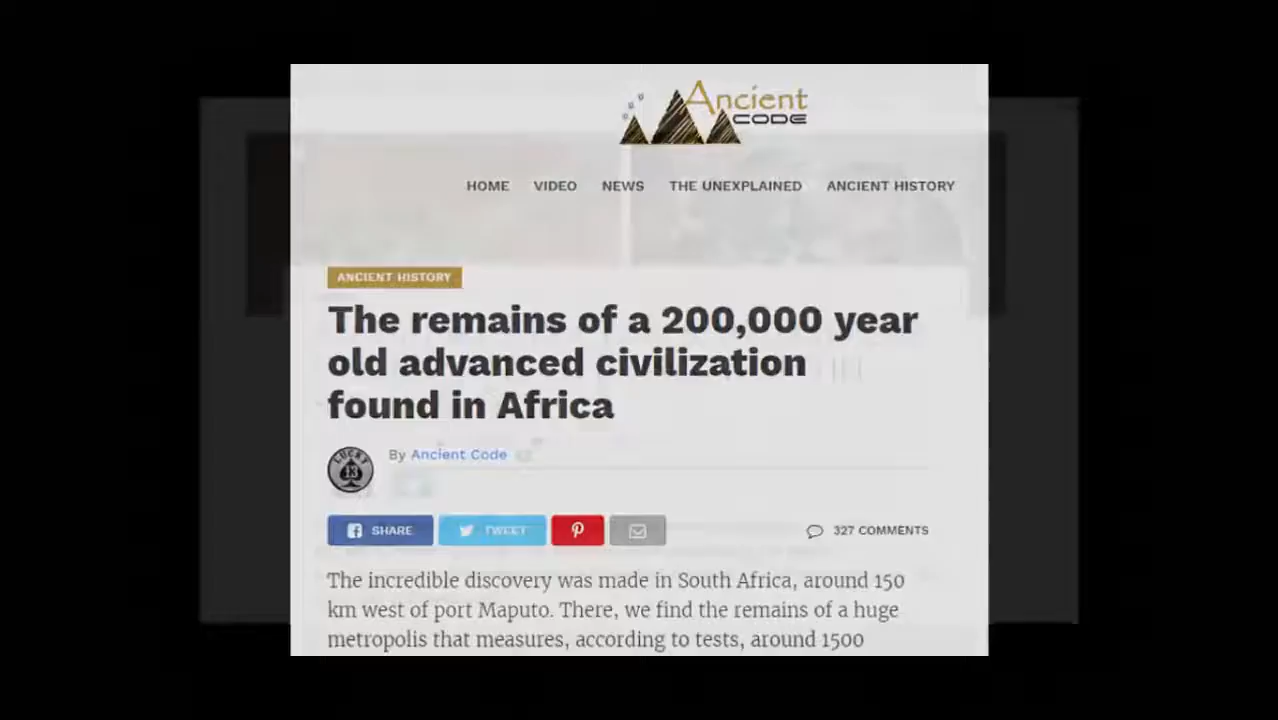 Ancient
CODE
HOME VIDEO NEWS THE UNEXPLAINED ANCIENT HISTORY
ANCIENT HISTORY
The remains of a 200,000 year
old advanced civilization
found in Africa
LUCKY
13
By Ancient Code
SHARE TWEET 327 COMMENTS
The incredible discovery was made in South Africa, around 150
km west of port Maputo. There, we find the remains of a huge
metropolis that measures, according to tests, around 1500